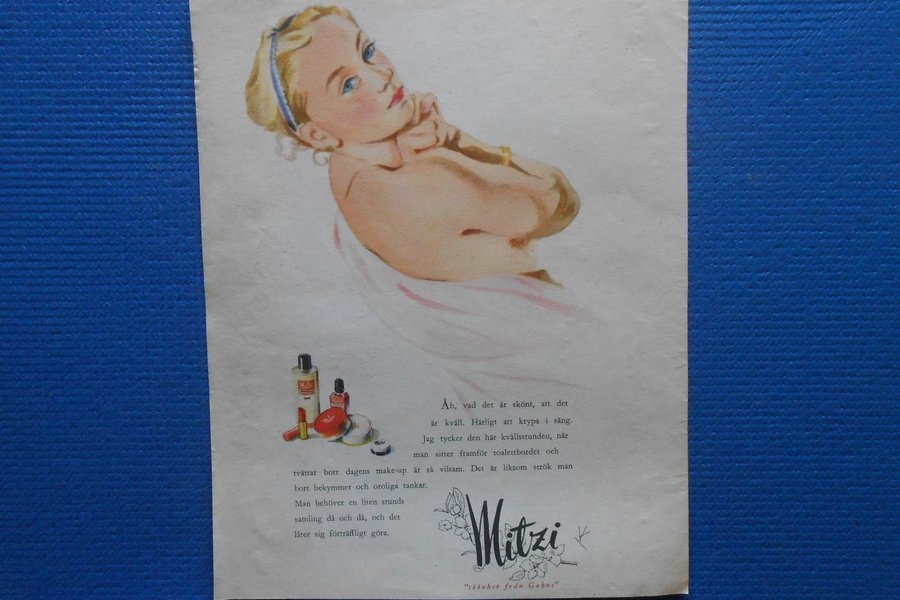 Åh, vad det är skönt, att det
är kväll. Härligt att krypa i säng.
Jag tycker den här kvällsstunden, när
man sitter framför toalettbordet och
tvättar bort dagens make-up är så vilsam. Det är liksom strök man
bort bekymmer och oroliga tankar.
Man behöver en liten stunds
samling då och då, och det
låter sig förträffligt göra.
Mitzi
"skönhet från Gahns"